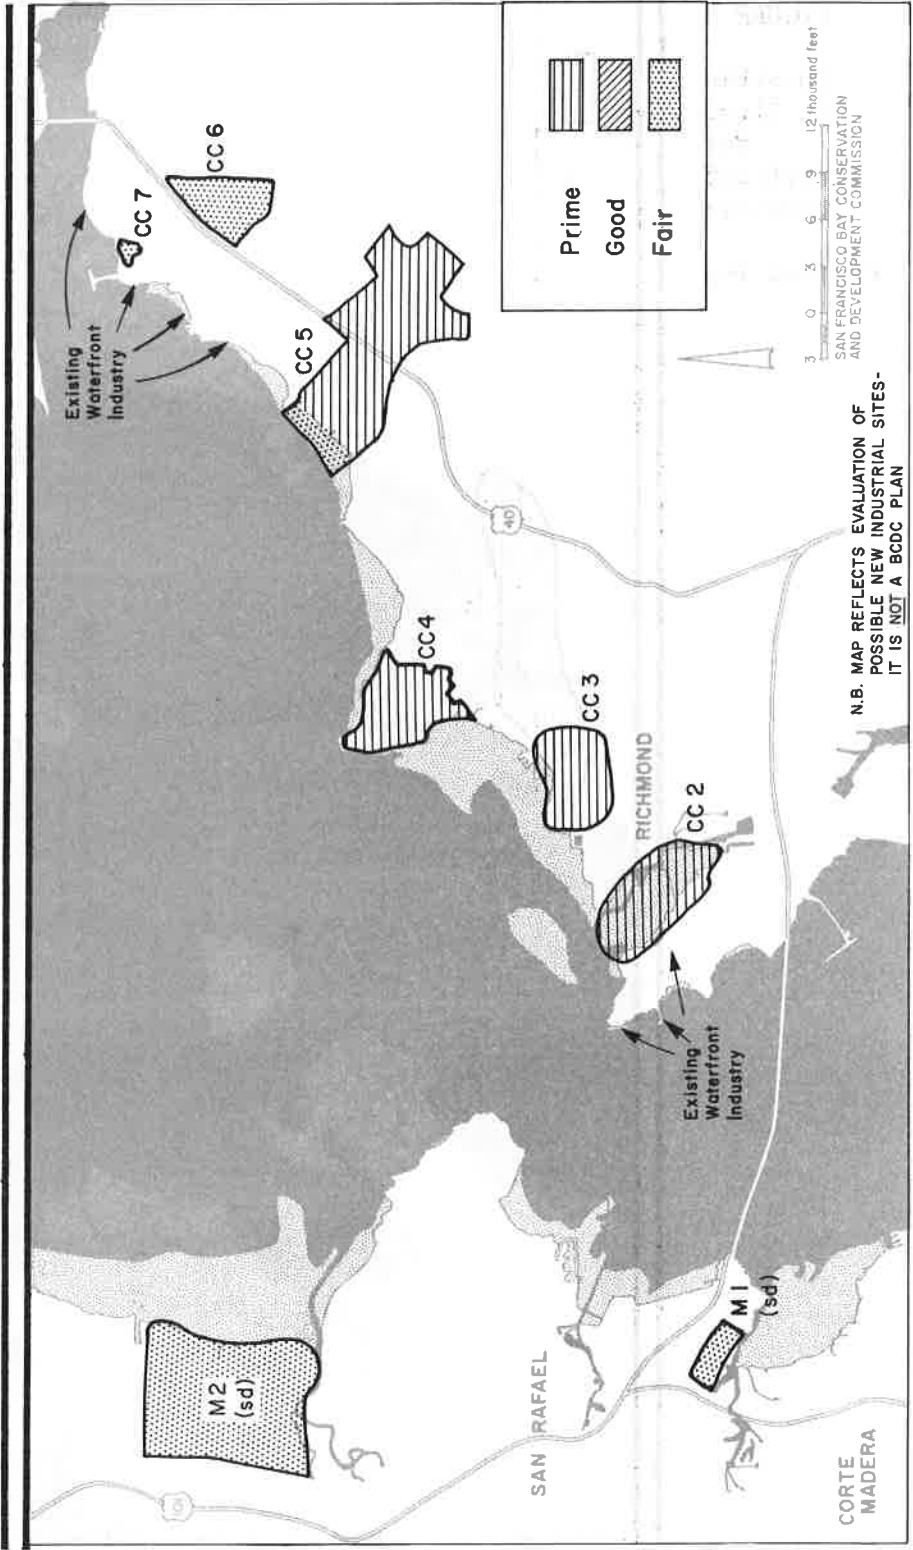 Existing
Waterfront
Industry
CC 7
CC 6
CC 5
CC4
CC 3
RICHMOND
CC 2
40
Existing
Waterfront
Industry
M2
(sd)
SAN RAFAEL
M I
(sd)
CORTE
MADERA
Prime
Good
Fair
3 0 3 6 9 12 thousand feet
SAN FRANCISCO BAY CONSERVATION
AND DEVELOPMENT COMMISSION
N.B. MAP REFLECTS EVALUATION OF
POSSIBLE NEW INDUSTRIAL SITES-
IT IS NOT A BCDC PLAN